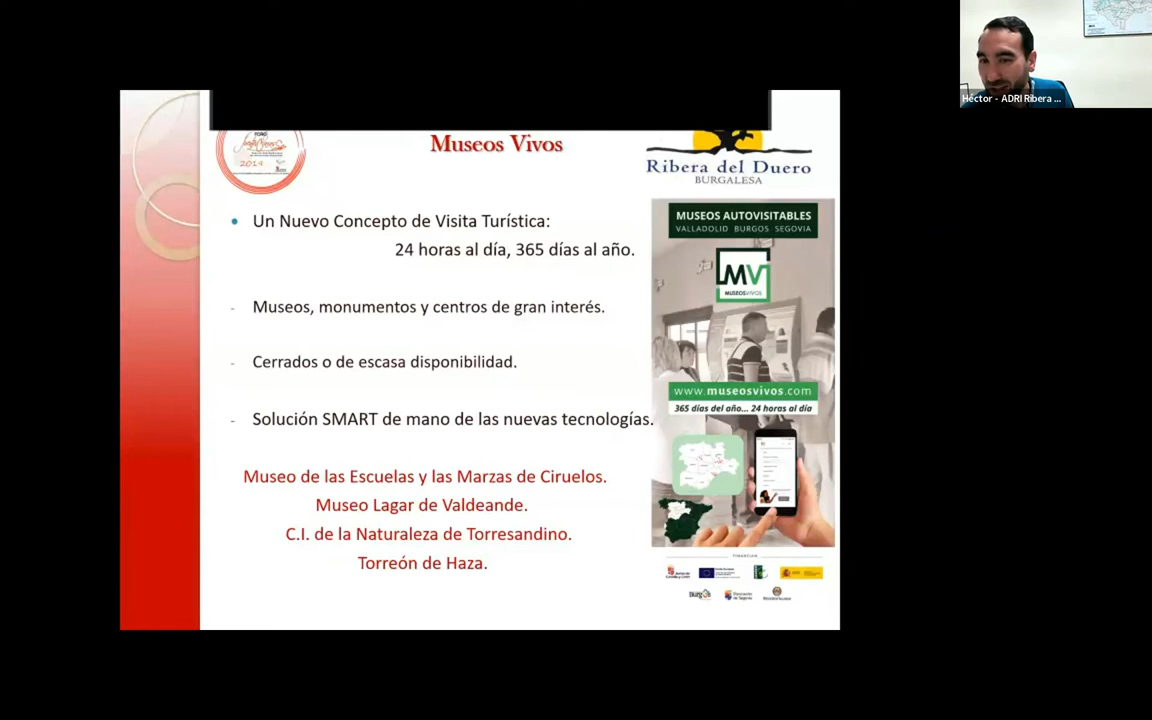 Héctor - ADRI Ribera ...
FORO
2014
Museos Vivos
Ribera del Duero
BURGALESA
Un Nuevo Concepto de Visita Turística:
24 horas al día, 365 días al año.
- Museos, monumentos y centros de gran interés.
- Cerrados o de escasa disponibilidad.
- Solución SMART de mano de las nuevas tecnologías.
Museo de las Escuelas y las Marzas de Ciruelos.
Museo Lagar de Valdeande.
C.I. de la Naturaleza de Torresandino.
Torreón de Haza.
MUSEOS AUTOVISITABLES
VALLADOLID BURGOS SEGOVIA
MV
MUSEOSVIVOS
www.museosvivos.com
365 días del año... 24 horas al día